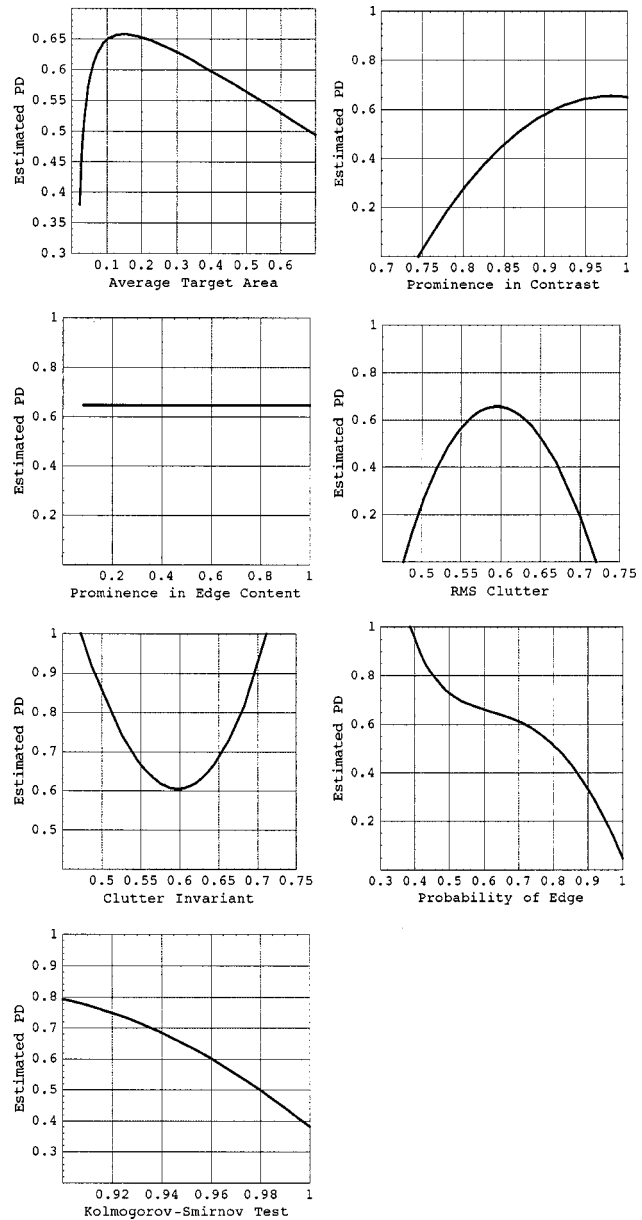 Estimated PD
0.65
0.6
0.55
0.5
0.45
0.4
0.35
0.3
0.1 0.2 0.3 0.4 0.5 0.6
Average Target Area
Estimated PD
1
0.8
0.6
0.4
0.2
0.7 0.75 0.8 0.85 0.9 0.95 1
Prominence in Contrast
Estimated PD
1
0.8
0.6
0.4
0.2
0.2 0.4 0.6 0.8 1
Prominence in Edge Content
Estimated PD
1
0.8
0.6
0.4
0.2
0.5 0.55 0.6 0.65 0.7 0.75
RMS Clutter
Estimated PD
1
0.9
0.8
0.7
0.6
0.5
0.5 0.55 0.6 0.65 0.7 0.75
Clutter Invariant
Estimated PD
1
0.8
0.6
0.4
0.2
0.3 0.4 0.5 0.6 0.7 0.8 0.9 1
Probability of Edge
Estimated PD
1
0.9
0.8
0.7
0.6
0.5
0.4
0.3
0.92 0.94 0.96 0.98 1
Kolmogorov-Smirnov Test